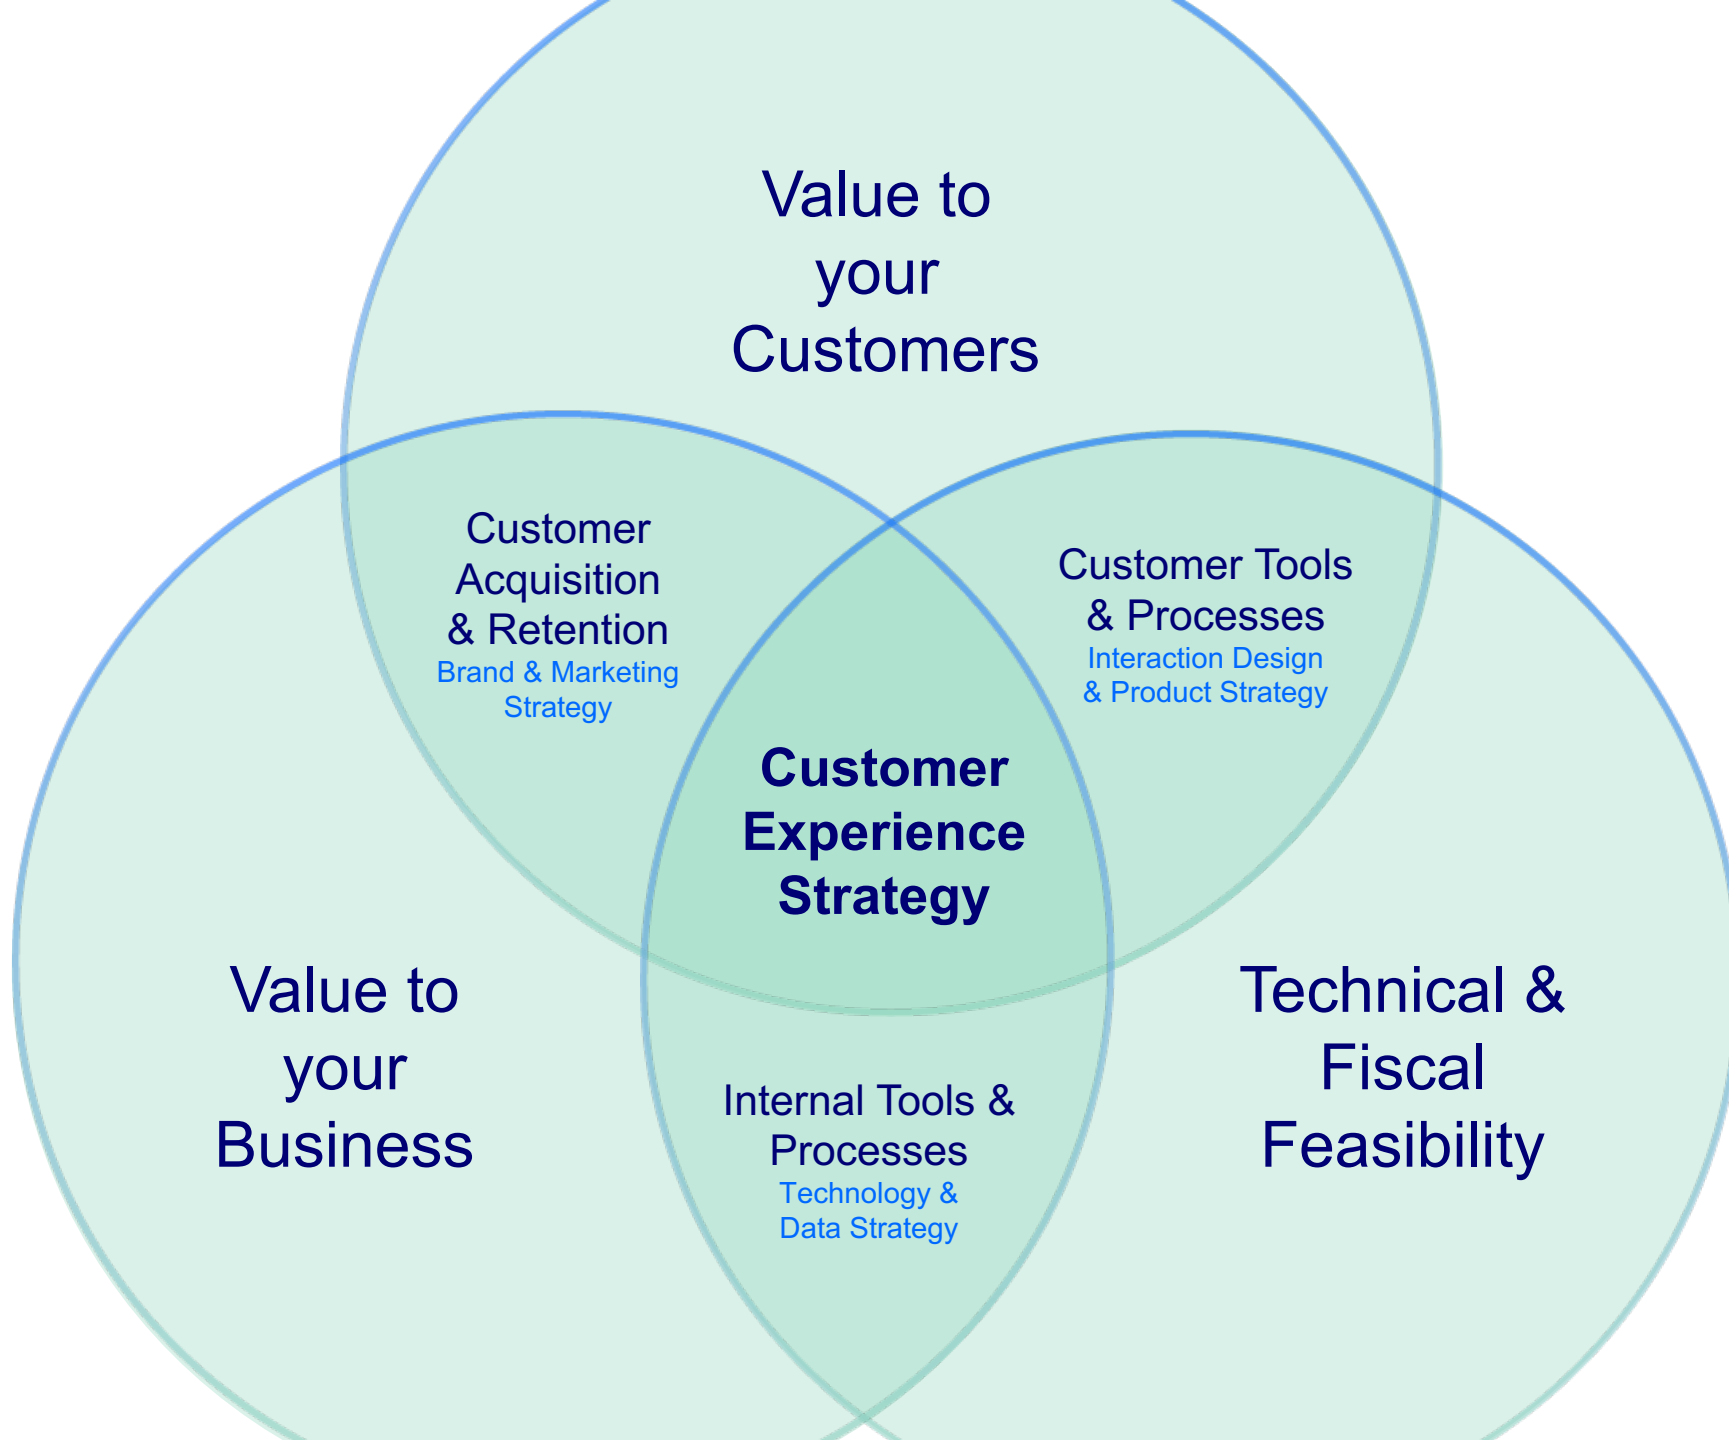 Value to
your
Customers
Customer
Acquisition
& Retention
Brand & Marketing
Strategy
Customer Tools
& Processes
Interaction Design
& Product Strategy
Customer
Experience
Strategy
Value to
your
Business
Technical &
Fiscal
Feasibility
Internal Tools &
Processes
Technology &
Data Strategy